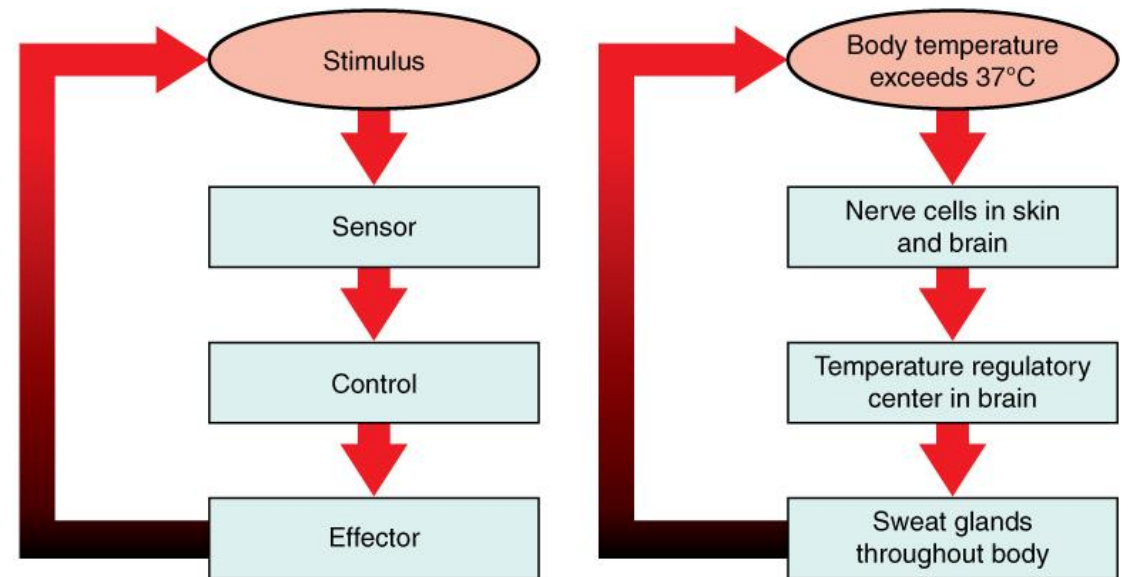 Stimulus
Sensor
Control
Effector
Body temperature
exceeds 37°C
Nerve cells in skin
and brain
Temperature regulatory
center in brain
Sweat glands
throughout body